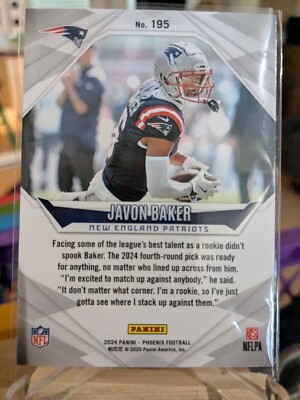 No. 195
JAVON BAKER
NEW ENGLAND PATRIOTS
Facing some of the league's best talent as a rookie didn't
spook Baker. The 2024 fourth-round pick was ready
for anything, no matter who lined up across from him.
"I'm excited to match up against anybody," he said.
"It don't matter what corner. I'm a rookie, so I've just
gotta see where I stack up against them."
PANINI
2024 PANINI - PHOENIX FOOTBALL
© 2025 Panini America, Inc.
NFL
NFLPA